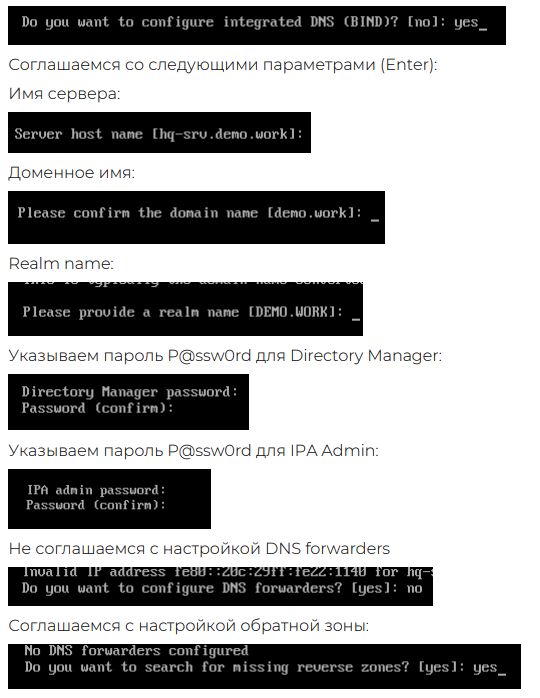 Do you want to configure integrated DNS (BIND)? [no]: yes_
Соглашаемся со следующими параметрами (Enter):
Имя сервера:
Server host name [hq-srv.demo.work]:
Доменное имя:
Please confirm the domain name [demo.work]: _
Realm name:
Please provide a realm name [DEMO.WORK]: _
Указываем пароль P@ssw0rd для Directory Manager:
Directory Manager password:
Password (confirm):
Указываем пароль P@ssw0rd для IPA Admin:
IPA admin password:
Password (confirm):
Не соглашаемся с настройкой DNS forwarders
Invalid IP address fe80::20c:29ff:fe22:1140 for hq-s
Do you want to configure DNS forwarders? [yes]: no
Соглашаемся с настройкой обратной зоны:
No DNS forwarders configured
Do you want to search for missing reverse zones? [yes]: yes_